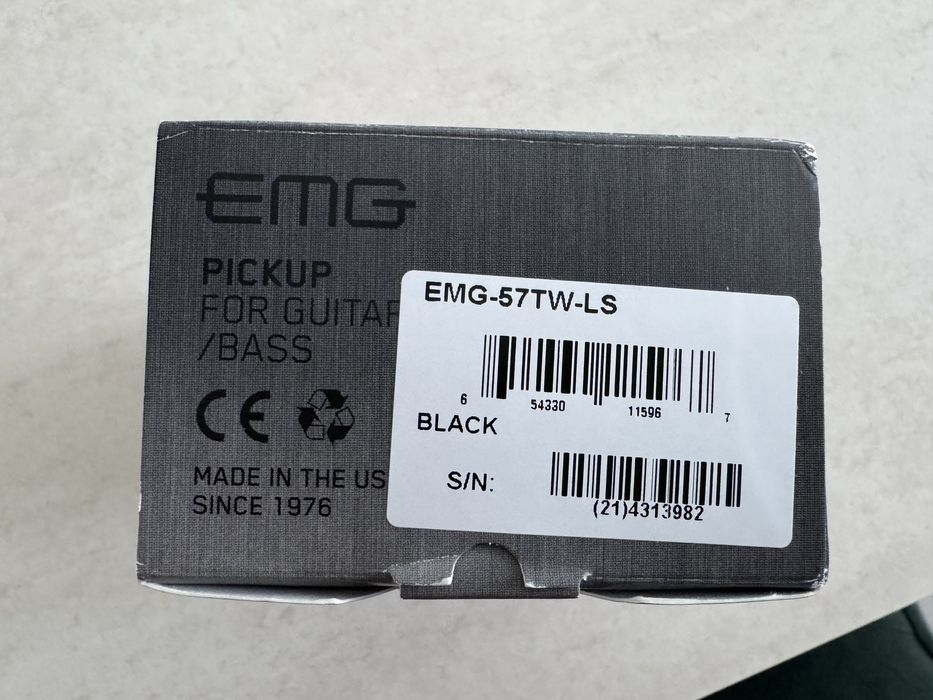 EMG
PICKUP
FOR GUITAR
/BASS
CE
MADE IN THE US
SINCE 1976
EMG-57TW-LS
6 54330 11596 7
BLACK
S/N:
(21)4313982